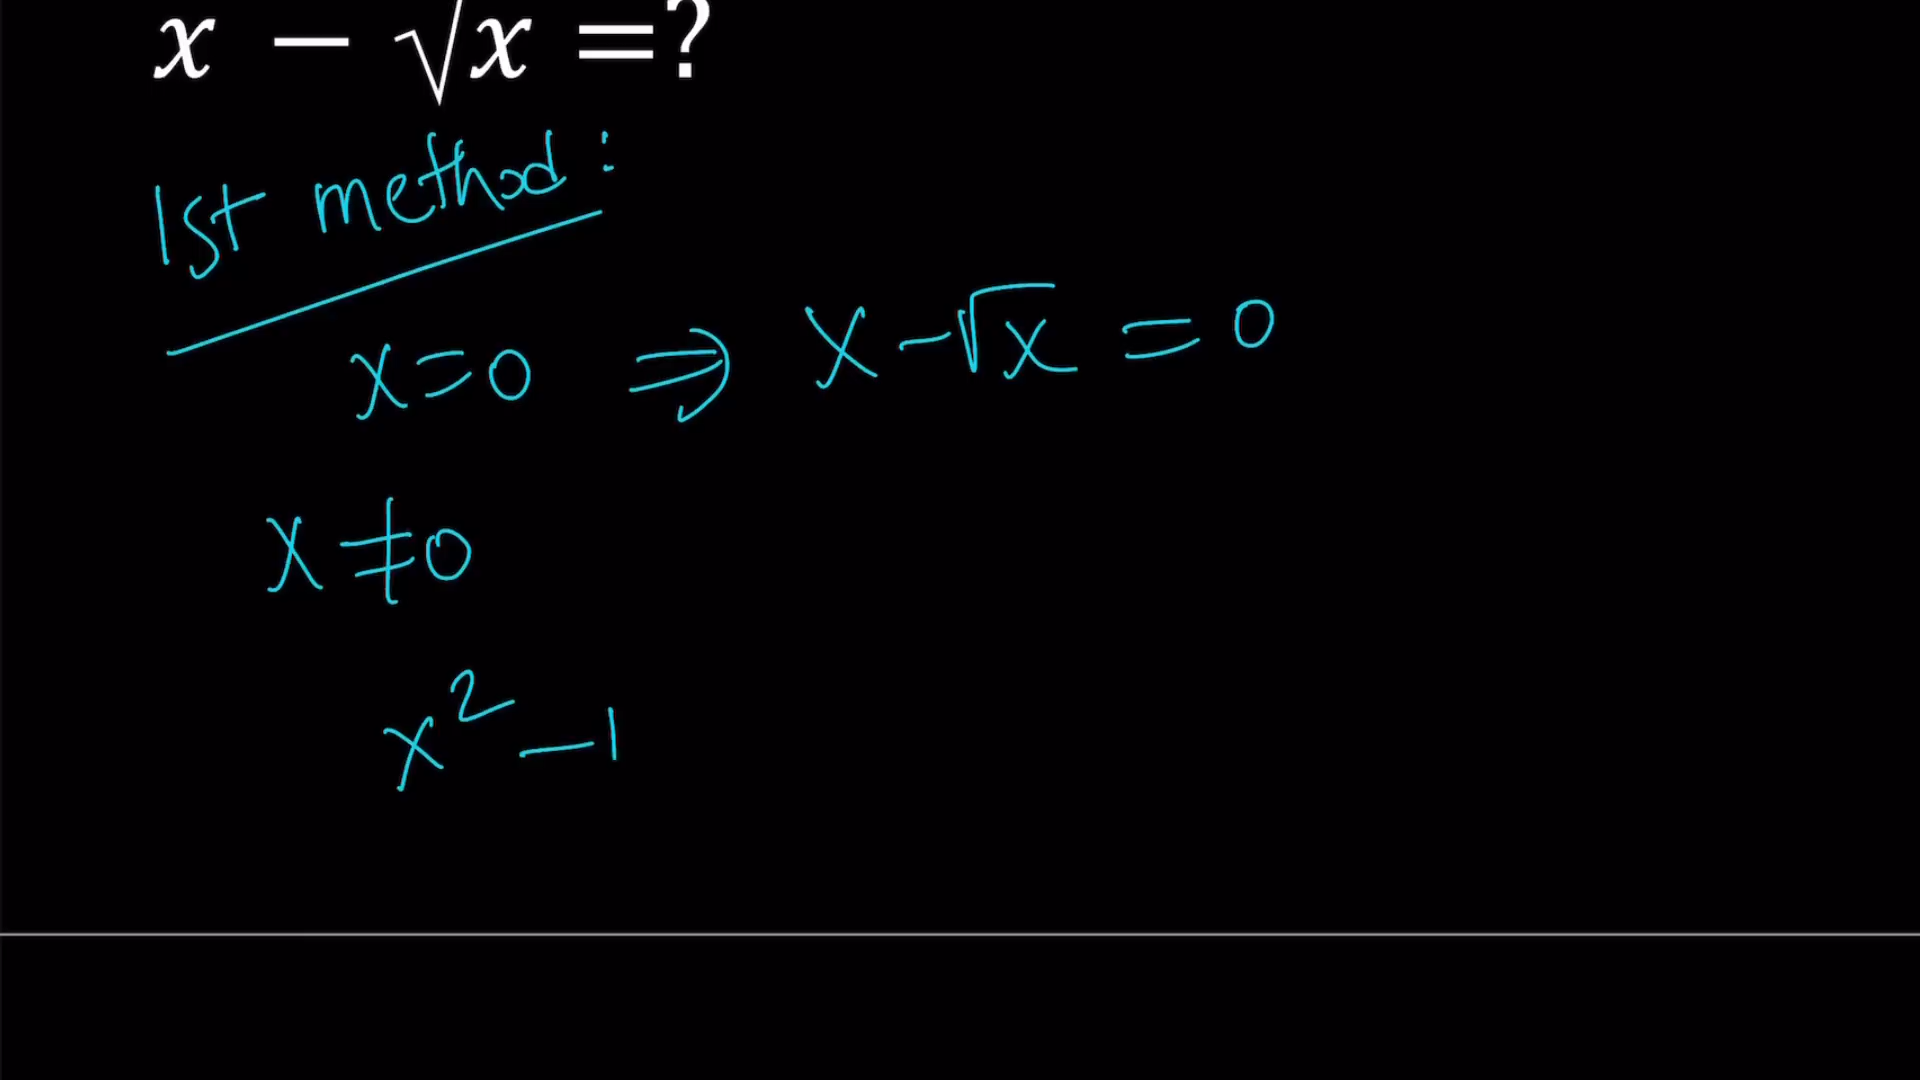 x − √x =?
1st method:
x=0 ⇒ x-√x = 0
x≠0
x² -1